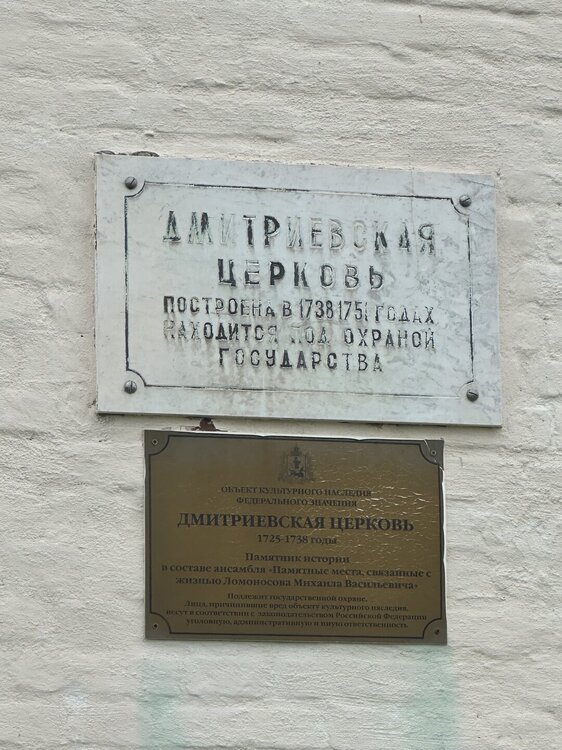 ДМИТРИЕВСКАЯ
ЦЕРКОВЬ
ПОСТРОЕНА В 1738 1751 ГОДАХ
НАХОДИТСЯ ПОД ОХРАНОЙ
ГОСУДАРСТВА
ОБЪЕКТ КУЛЬТУРНОГО НАСЛЕДИЯ
ФЕДЕРАЛЬНОГО ЗНАЧЕНИЯ
ДМИТРИЕВСКАЯ ЦЕРКОВЬ
1725-1738 годы
Памятник истории
в составе ансамбля «Памятные места, связанные с
жизнью Ломоносова Михаила Васильевича»
Подлежит государственной охране.
Лица, причинившие вред объекту культурного наследия,
несут в соответствии с законодательством Российской Федерации
уголовную, административную и иную ответственность.